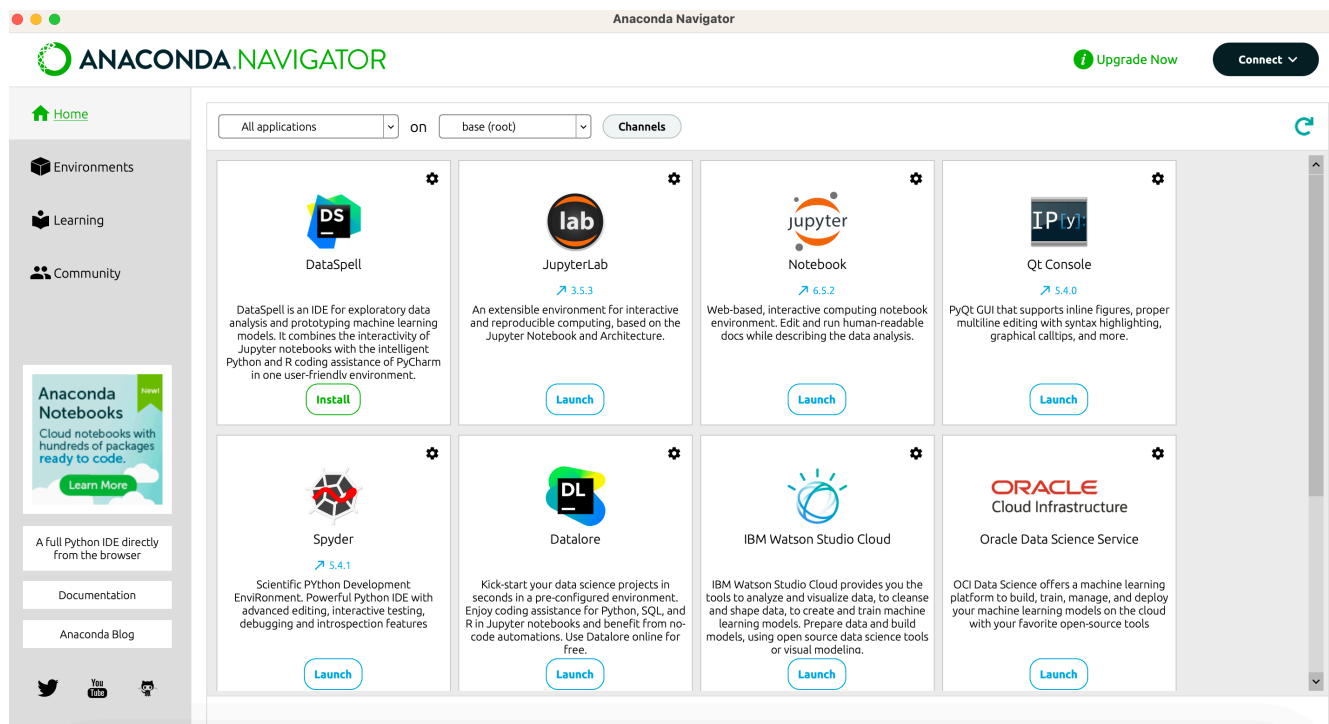 Anaconda Navigator
ANACONDA.NAVIGATOR
Upgrade Now
Connect
Home
Environments
Learning
Community
Anaconda
Notebooks
New!
Cloud notebooks with
hundreds of packages
ready to code.
Learn More
A full Python IDE directly
from the browser
Documentation
Anaconda Blog
You
Tube
All applications
on
base (root)
Channels
DS
DataSpell
DataSpell is an IDE for exploratory data
analysis and prototyping machine learning
models. It combines the interactivity of
Jupyter notebooks with the intelligent
Python and R coding assistance of PyCharm
in one user-friendly environment.
Install
lab
JupyterLab
3.5.3
An extensible environment for interactive
and reproducible computing, based on the
Jupyter Notebook and Architecture.
Launch
jupyter
Notebook
6.5.2
Web-based, interactive computing notebook
environment. Edit and run human-readable
docs while describing the data analysis.
Launch
IP[y]:
Qt Console
5.4.0
PyQt GUI that supports inline figures, proper
multiline editing with syntax highlighting,
graphical calltips, and more.
Launch
Spyder
5.4.1
Scientific PYthon Development
EnviRonment. Powerful Python IDE with
advanced editing, interactive testing,
debugging and introspection features
Launch
DL
Datalore
Kick-start your data science projects in
seconds in a pre-configured environment.
Enjoy coding assistance for Python, SQL, and
R in Jupyter notebooks and benefit from no-
code automations. Use Datalore online for
free.
Launch
IBM Watson Studio Cloud
IBM Watson Studio Cloud provides you the
tools to analyze and visualize data, to cleanse
and shape data, to create and train machine
learning models. Prepare data and build
models, using open source data science tools
or visual modeling.
Launch
ORACLE
Cloud Infrastructure
Oracle Data Science Service
OCI Data Science offers a machine learning
platform to build, train, manage, and deploy
your machine learning models on the cloud
with your favorite open-source tools
Launch